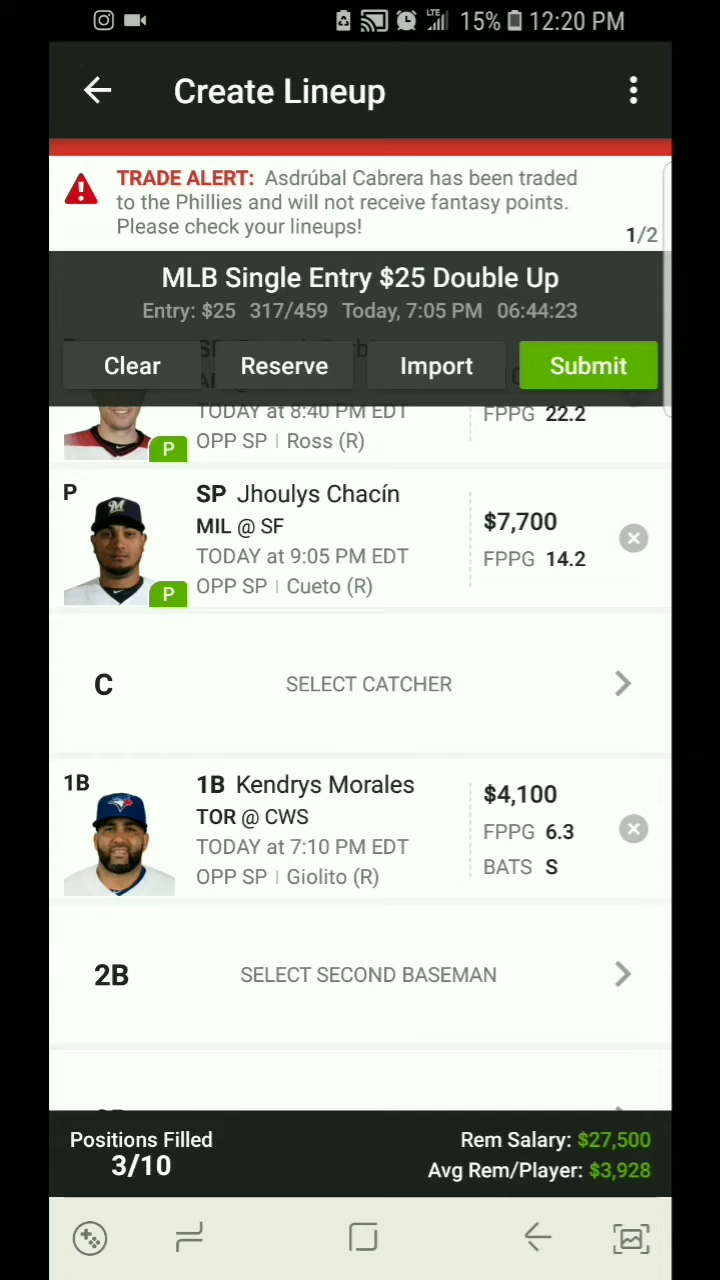 LTE 15% 12:20 PM
Create Lineup
TRADE ALERT: Asdrúbal Cabrera has been traded
to the Phillies and will not receive fantasy points.
Please check your lineups!
1/2
MLB Single Entry $25 Double Up
Entry: $25 317/459 Today, 7:05 PM 06:44:23
Clear Reserve Import Submit
TODAY at 8:40 PM EDT
FPPG 22.2
P
OPP SP | Ross (R)
P
SP Jhoulys Chacín
MIL @ SF
$7,700
TODAY at 9:05 PM EDT
FPPG 14.2
P
OPP SP | Cueto (R)
C SELECT CATCHER
1B
1B Kendrys Morales
$4,100
TOR @ CWS
FPPG 6.3
TODAY at 7:10 PM EDT
BATS S
OPP SP | Giolito (R)
2B SELECT SECOND BASEMAN
Positions Filled
3/10
Rem Salary: $27,500
Avg Rem/Player: $3,928